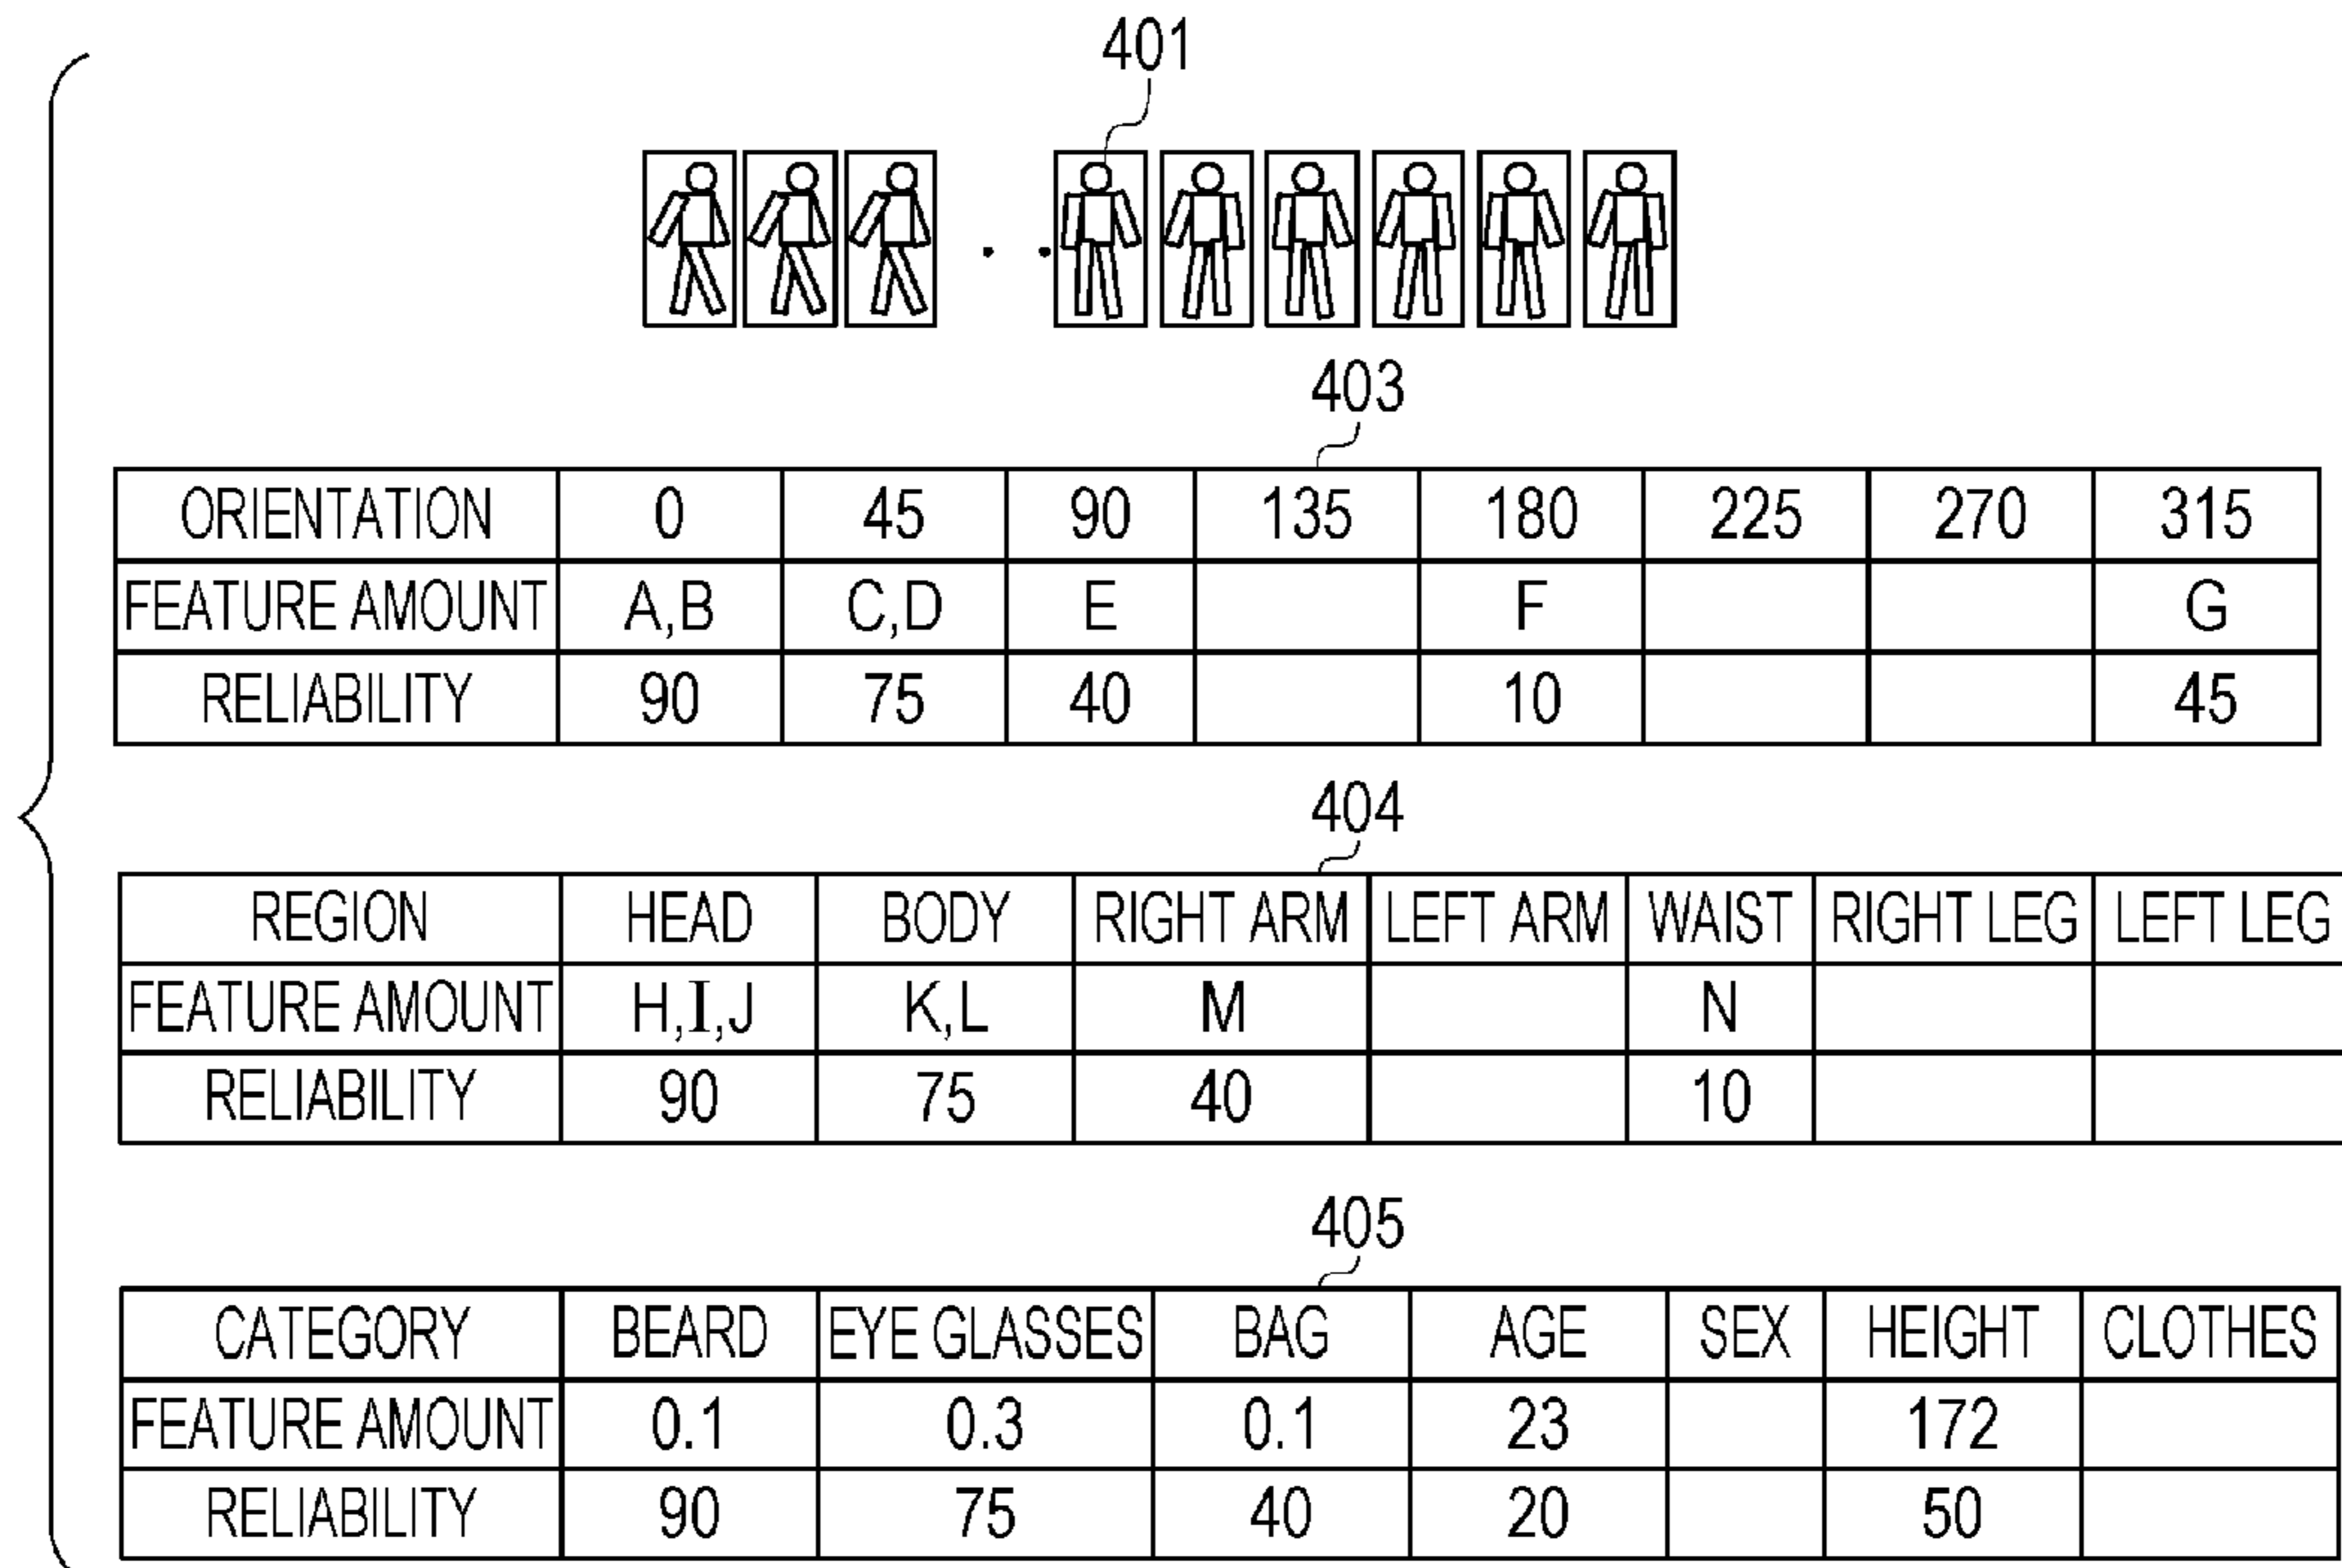 401
403
ORIENTATION 0 45 90 135 180 225 270 315
FEATURE AMOUNT A,B C,D E F G
RELIABILITY 90 75 40 10 45
404
REGION HEAD BODY RIGHT ARM LEFT ARM WAIST RIGHT LEG LEFT LEG
FEATURE AMOUNT H,I,J K,L M N
RELIABILITY 90 75 40 10
405
CATEGORY BEARD EYE GLASSES BAG AGE SEX HEIGHT CLOTHES
FEATURE AMOUNT 0.1 0.3 0.1 23 172
RELIABILITY 90 75 40 20 50